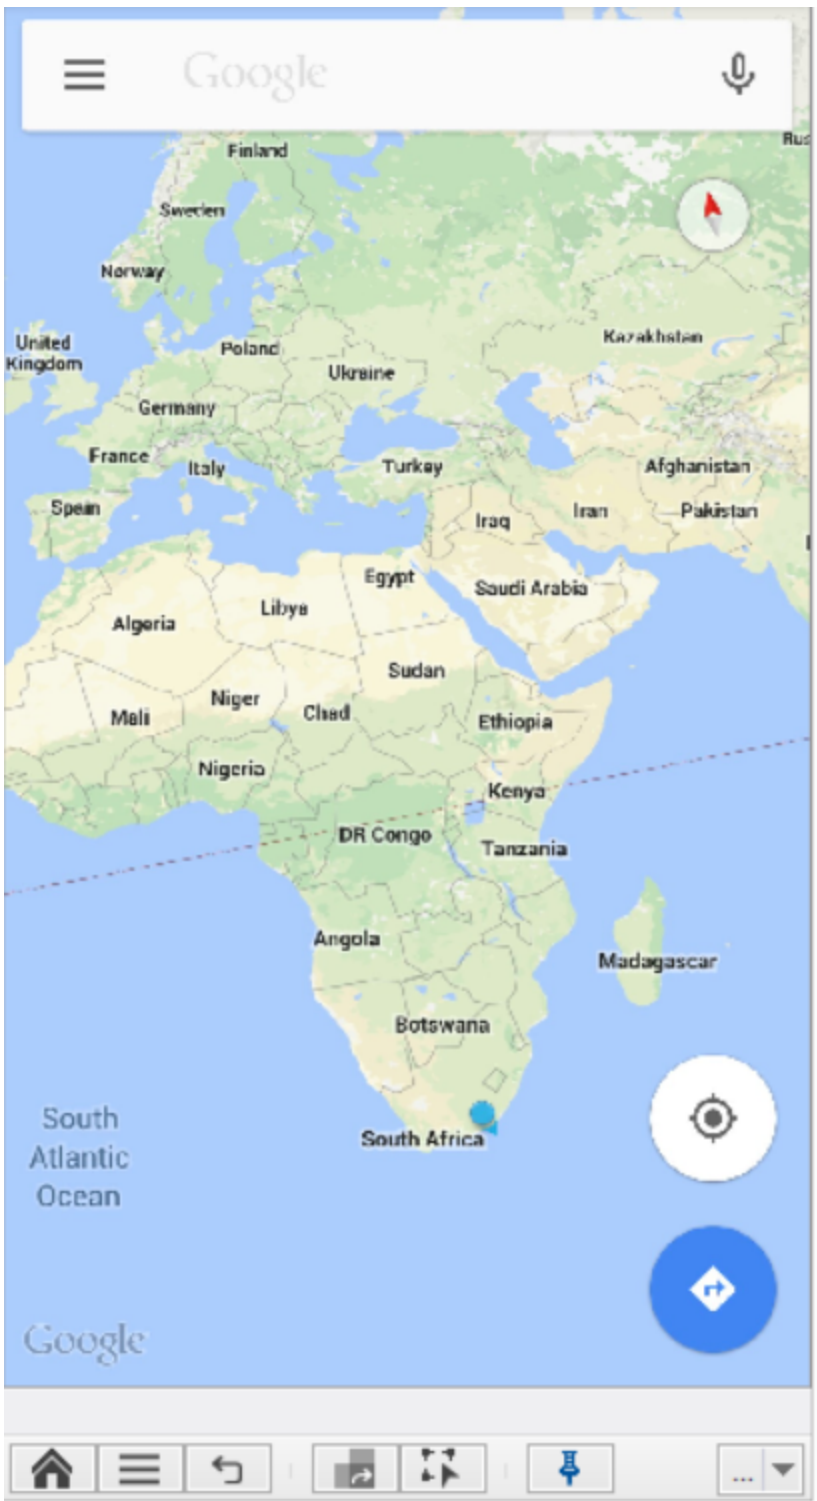 Google
Rus
Finland
Sweden
Norway
United
Kingdom
Kazakhstan
Poland
Ukraine
Germany
France
Italy
Turkey
Afghanistan
Spain
Iraq
Iran
Pakistan
Egypt
Saudi Arabia
Libya
Algeria
Sudan
Niger
Mali
Chad
Ethiopia
Nigeria
Kenya
DR Congo
Tanzania
Angola
Madagascar
Botswana
South Africa
South
Atlantic
Ocean
Google
...